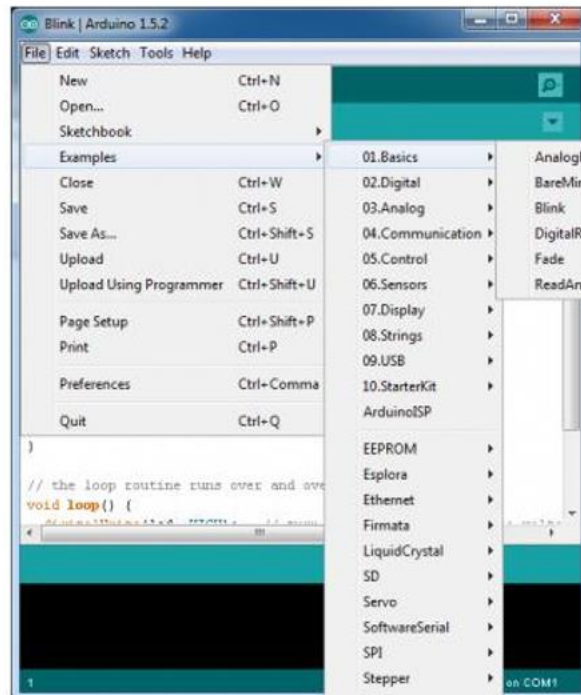 Blink | Arduino 1.5.2
File Edit Sketch Tools Help
New Ctrl+N
Open... Ctrl+O
Sketchbook
Examples
Close Ctrl+W
Save Ctrl+S
Save As... Ctrl+Shift+S
Upload Ctrl+U
Upload Using Programmer Ctrl+Shift+U
Page Setup Ctrl+Shift+P
Print Ctrl+P
Preferences Ctrl+Comma
Quit Ctrl+Q
01.Basics
02.Digital
03.Analog
04.Communication
05.Control
06.Sensors
07.Display
08.Strings
09.USB
10.StarterKit
ArduinoISP
EEPROM
Esplora
Ethernet
Firmata
LiquidCrystal
SD
Servo
SoftwareSerial
SPI
Stepper
Blink
Fade
}
// the loop routine runs over and
void loop() {
1
on COM1